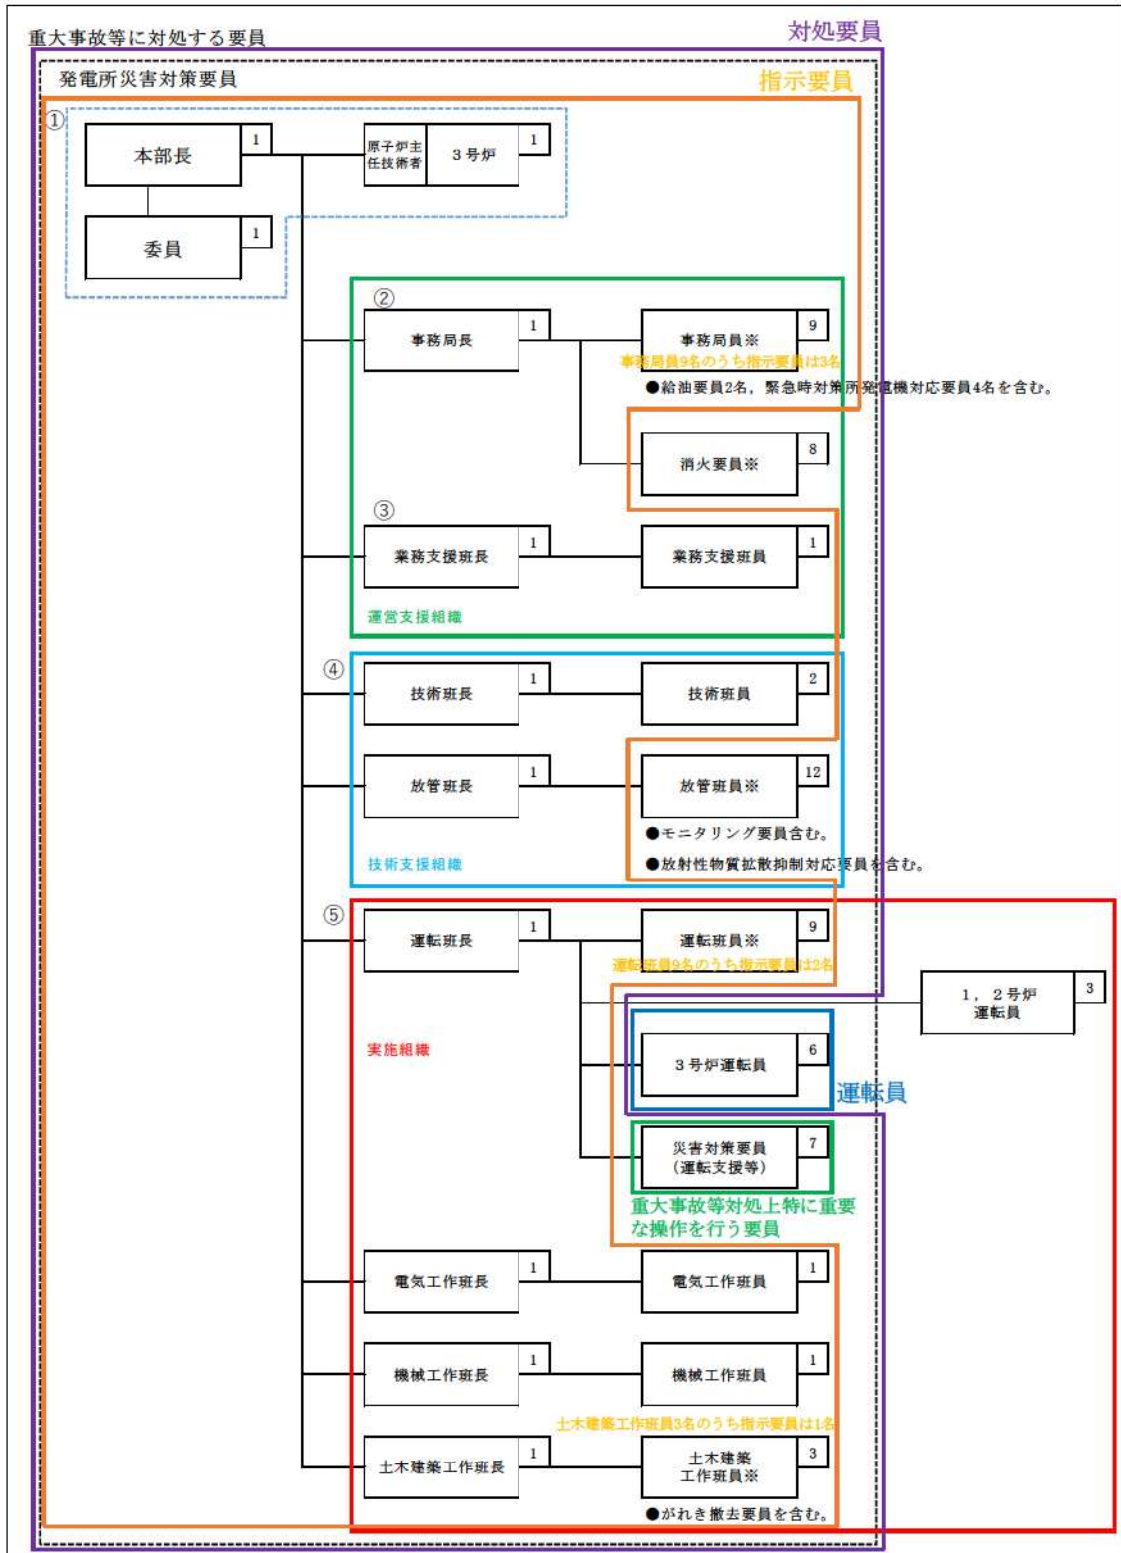 対処要員
重大事故等に対処する要員
発電所災害対策要員
指示要員
①
本部長
1
原子炉主
任技術者
3号炉
1
委員
1
②
事務局長
1
事務局員※
9
事務局員9名のうち指示要員は3名
●給油要員2名，緊急時対策所発電機対応要員4名を含む。
消火要員※
8
③
業務支援班長
1
業務支援班員
1
運営支援組織
④
技術班長
1
技術班員
2
放管班長
1
放管班員※
12
●モニタリング要員含む。
●放射性物質拡散抑制対応要員を含む。
技術支援組織
⑤
運転班長
1
運転班員※
9
運転班員9名のうち指示要員は2名
1，2号炉
運転員
3
実施組織
3号炉運転員
6
運転員
災害対策要員
（運転支援等）
7
重大事故等対処上特に重要
な操作を行う要員
電気工作班長
1
電気工作班員
1
機械工作班長
1
機械工作班員
1
土木建築工作班員3名のうち指示要員は1名
土木建築工作班長
1
土木建築
工作班員※
3
●がれき撤去要員を含む。